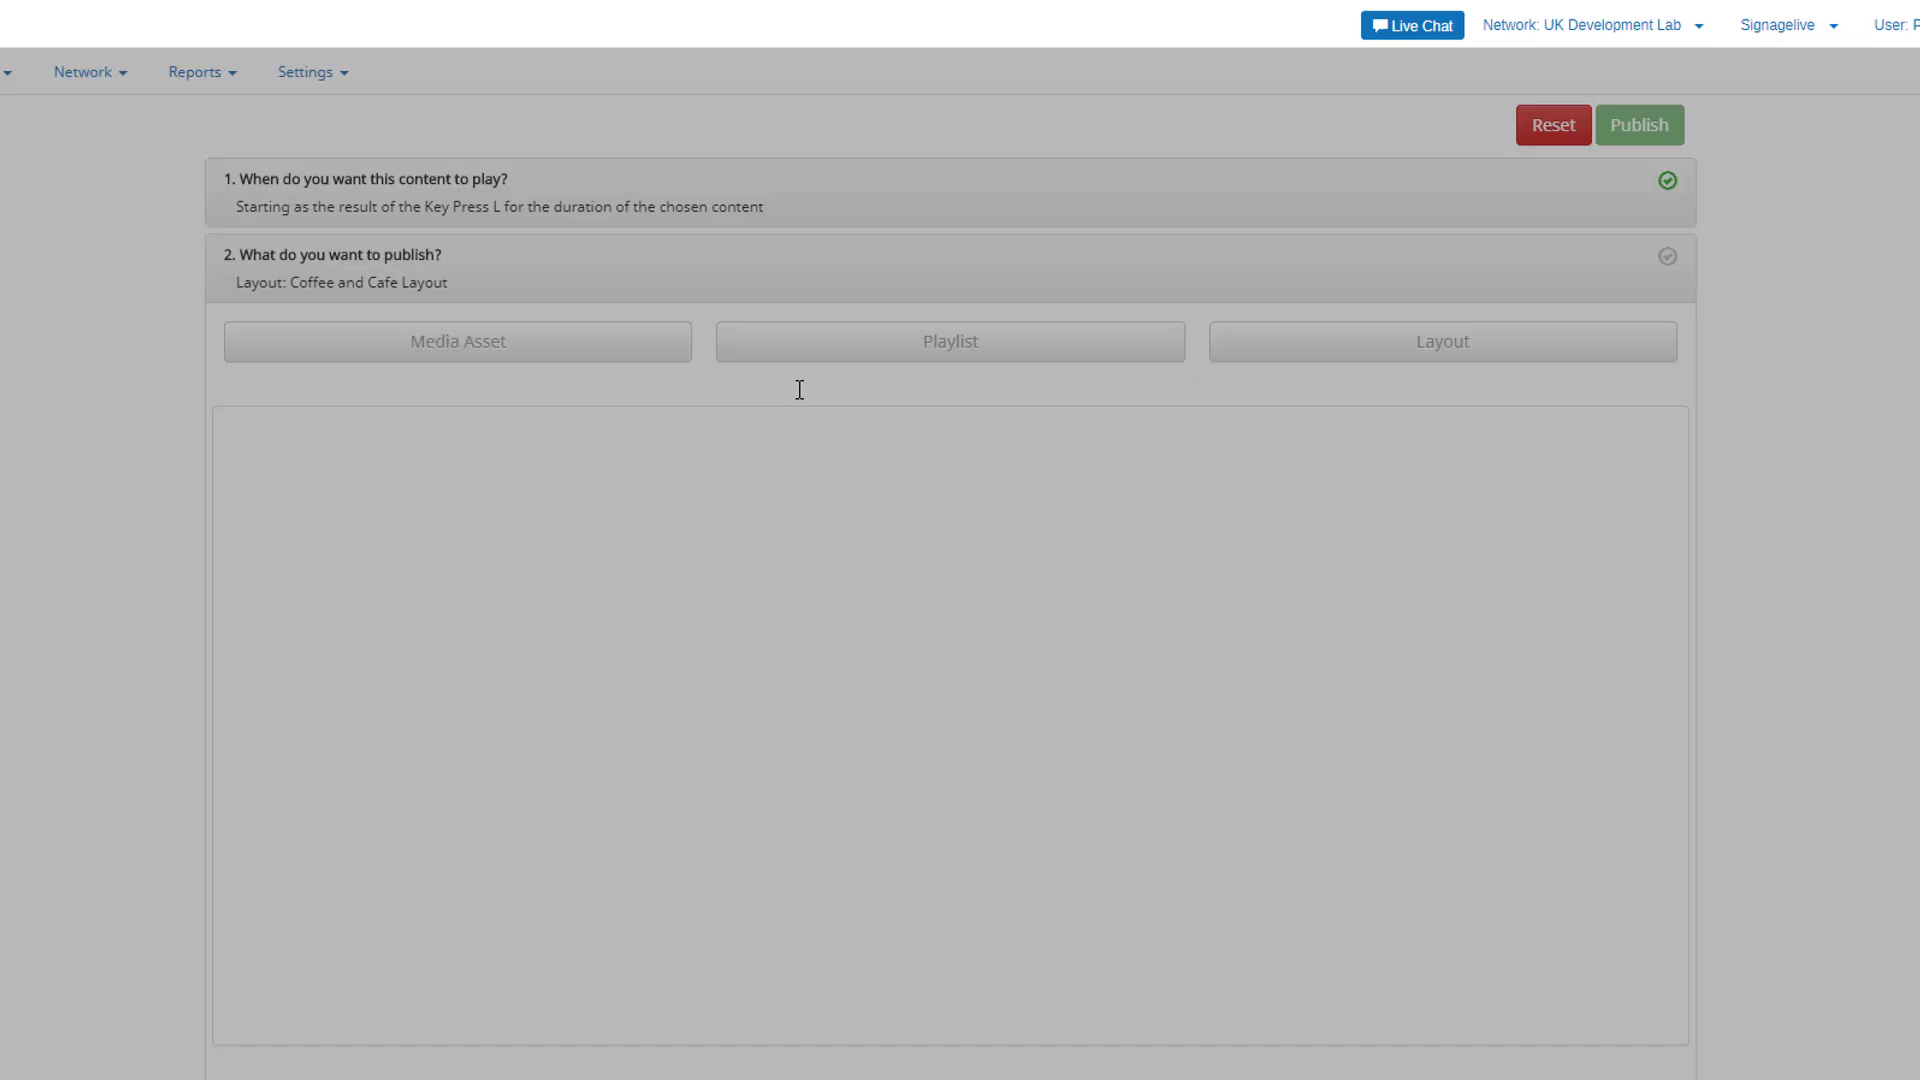 Live Chat
Network: UK Development Lab
Signagelive
User: P
Network
Reports
Settings
Reset
Publish
1. When do you want this content to play?
Starting as the result of the Key Press L for the duration of the chosen content
2. What do you want to publish?
Layout: Coffee and Cafe Layout
Media Asset
Playlist
Layout